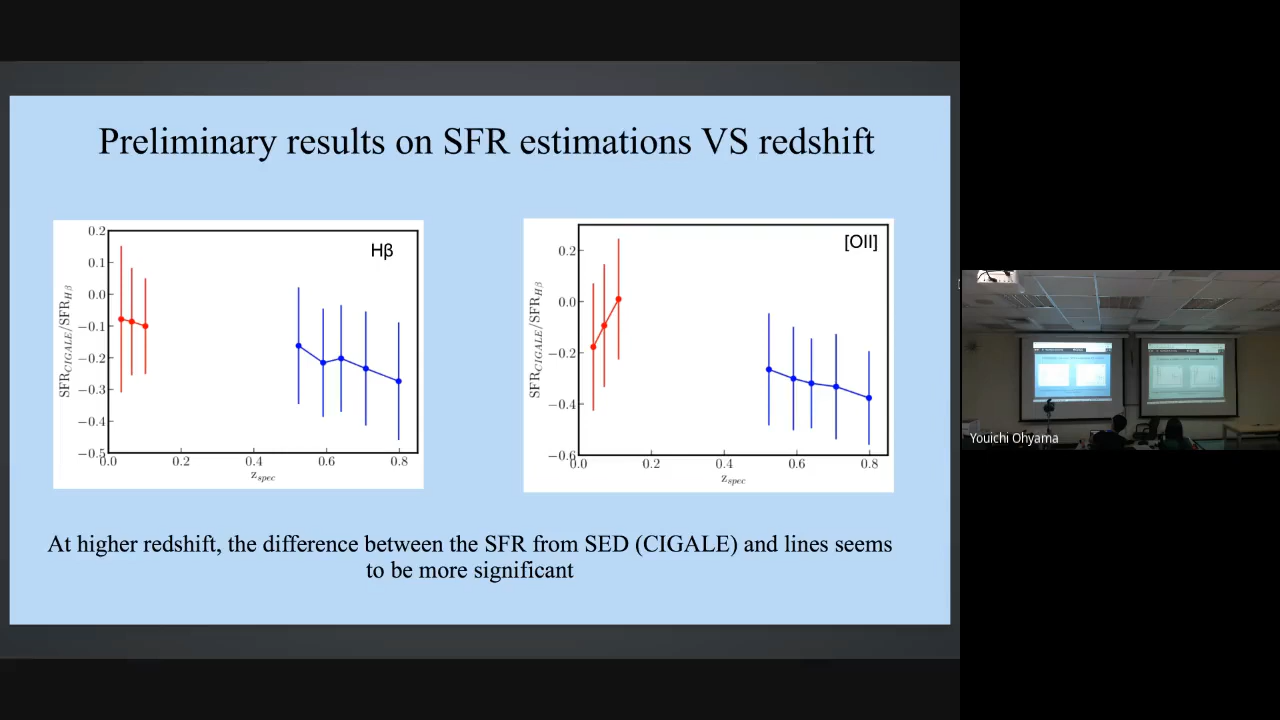 Preliminary results on SFR estimations VS redshift
Hβ
SFR_CIGALE/SFR_Hβ
0.2
0.1
0.0
−0.1
−0.2
−0.3
−0.4
−0.5
0.0 0.2 0.4 0.6 0.8
z_spec
[OII]
SFR_CIGALE/SFR_Hβ
0.2
0.0
−0.2
−0.4
−0.6
0.0 0.2 0.4 0.6 0.8
z_spec
At higher redshift, the difference between the SFR from SED (CIGALE) and lines seems
to be more significant
Youichi Ohyama